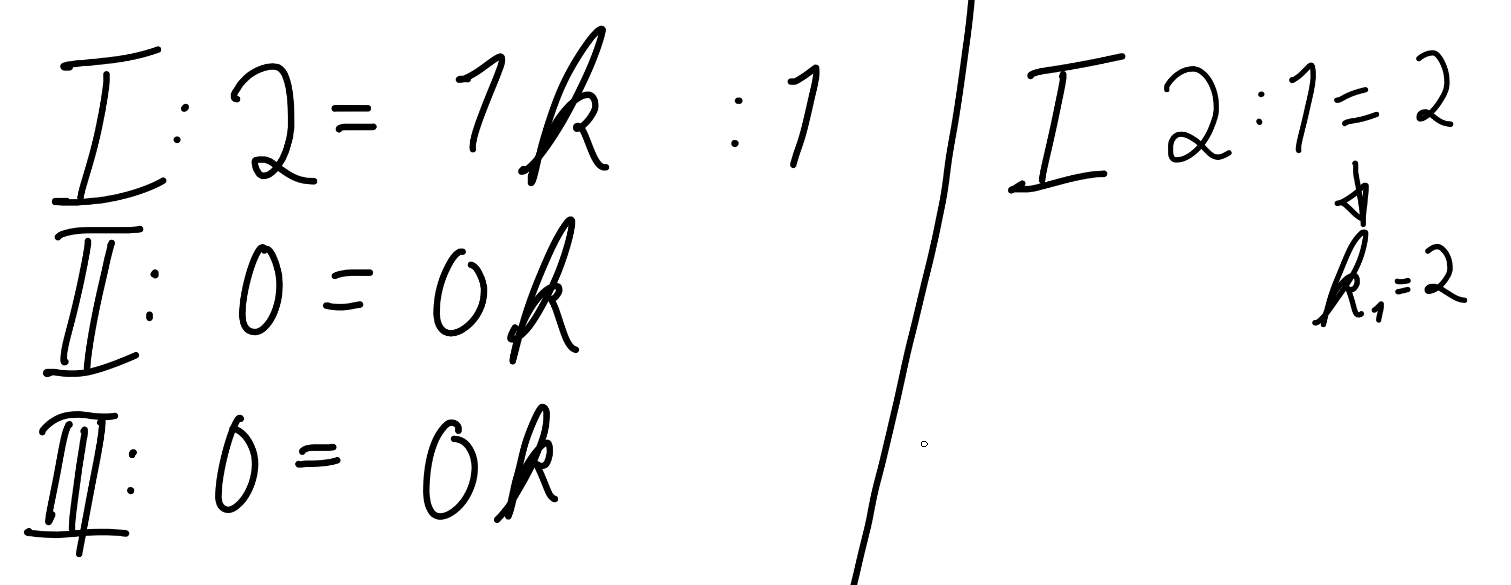 I: 2 = 1k :1
II: 0 = 0k
III: 0 = 0k
I 2:1=2
k₁=2